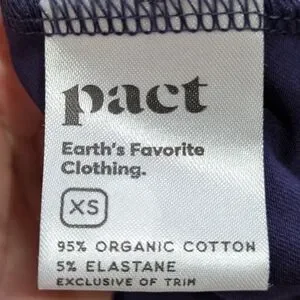 pact
Earth's Favorite
Clothing.
XS
95% ORGANIC COTTON
5% ELASTANE
EXCLUSIVE OF TRIM